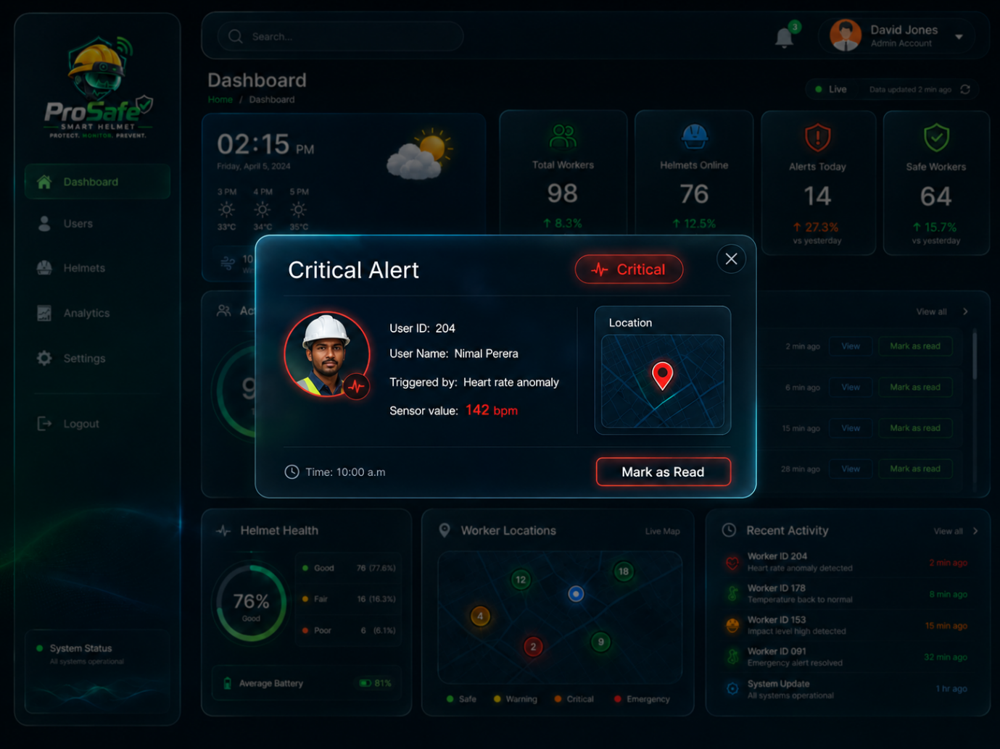 ProSafe
SMART HELMET
PROTECT. MONITOR. PREVENT.
Dashboard
Users
Helmets
Analytics
Settings
Logout
System Status
All systems operational
Search...
3
David Jones
Admin Account
Dashboard
Home / Dashboard
Live
Data updated 2 min ago
02:15 PM
Friday, April 5, 2024
3 PM 4 PM 5 PM
33°C 34°C 35°C
10
Total Workers
98
↑ 8.3%
Helmets Online
76
↑ 12.5%
Alerts Today
14
↑ 27.3%
vs yesterday
Safe Workers
64
↑ 15.7%
vs yesterday
Critical Alert
Critical
User ID: 204
User Name: Nimal Perera
Triggered by: Heart rate anomaly
Sensor value: 142 bpm
Location
Time: 10:00 a.m
Mark as Read
View all
2 min ago View Mark as read
6 min ago View Mark as read
15 min ago View Mark as read
28 min ago View Mark as read
Helmet Health
76%
Good
Good 76 (77.6%)
Fair 16 (16.3%)
Poor 6 (6.1%)
Average Battery 81%
Worker Locations
Live Map
12
18
4
2
9
Safe Warning Critical Emergency
Recent Activity
View all
Worker ID 204
Heart rate anomaly detected
2 min ago
Worker ID 178
Temperature back to normal
8 min ago
Worker ID 153
Impact level high detected
15 min ago
Worker ID 091
Emergency alert resolved
32 min ago
System Update
All systems operational
1 hr ago